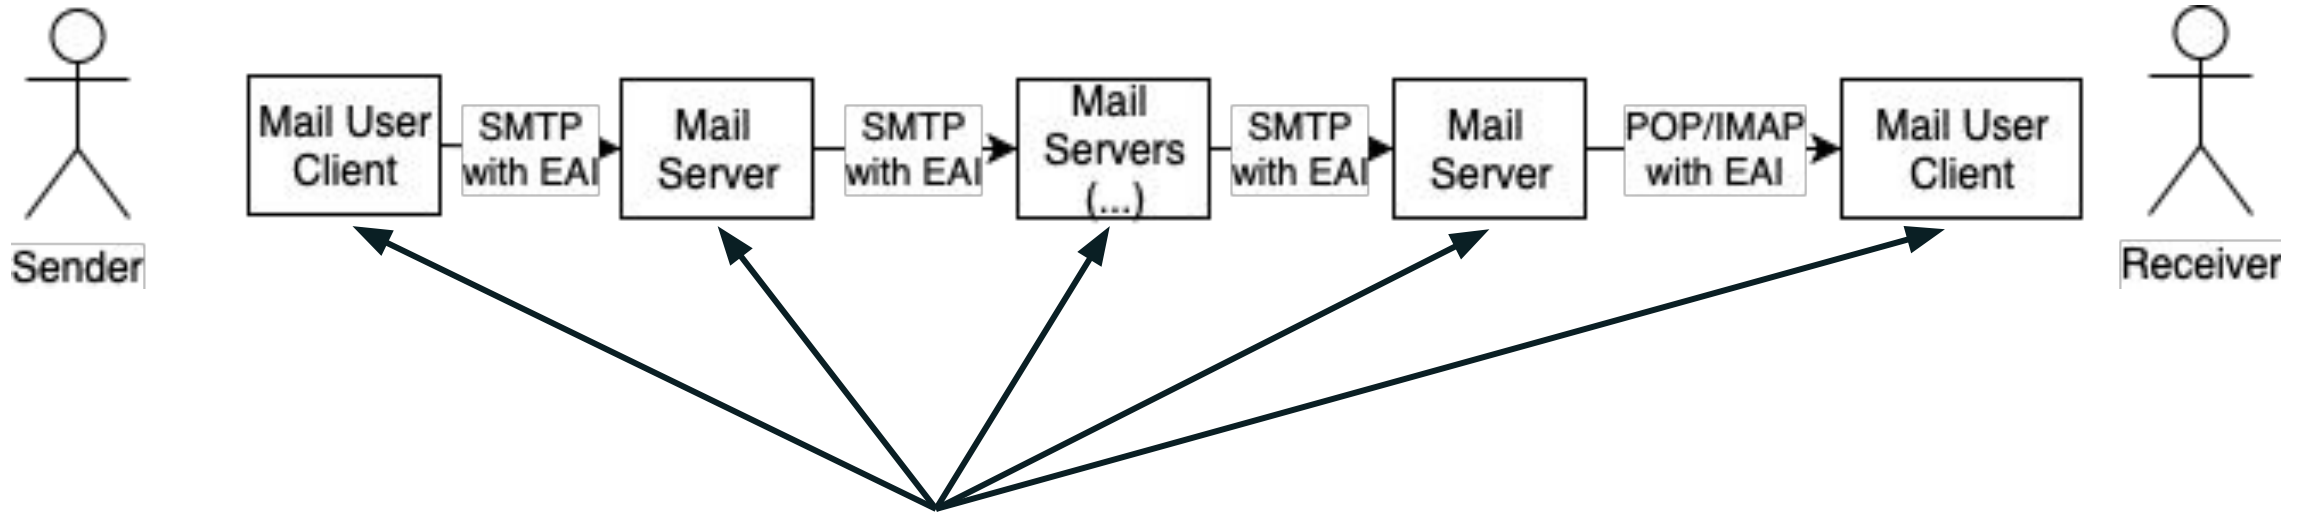 Sender
Mail User
Client
SMTP
with EAI
Mail
Server
SMTP
with EAI
Mail
Servers
(...)
SMTP
with EAI
Mail
Server
POP/IMAP
with EAI
Mail User
Client
Receiver